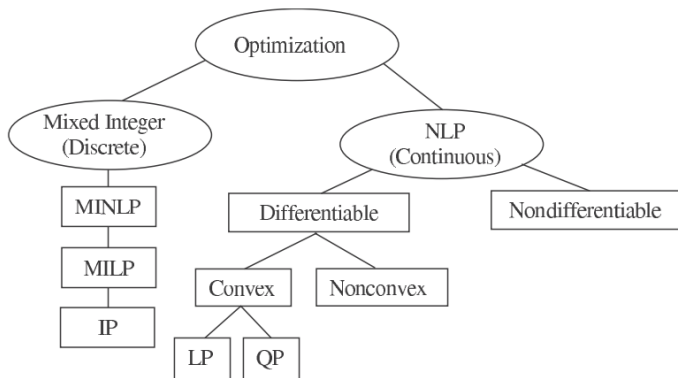 Optimization
Mixed Integer
(Discrete)
NLP
(Continuous)
MINLP
Differentiable
Nondifferentiable
MILP
Convex
Nonconvex
IP
LP
QP